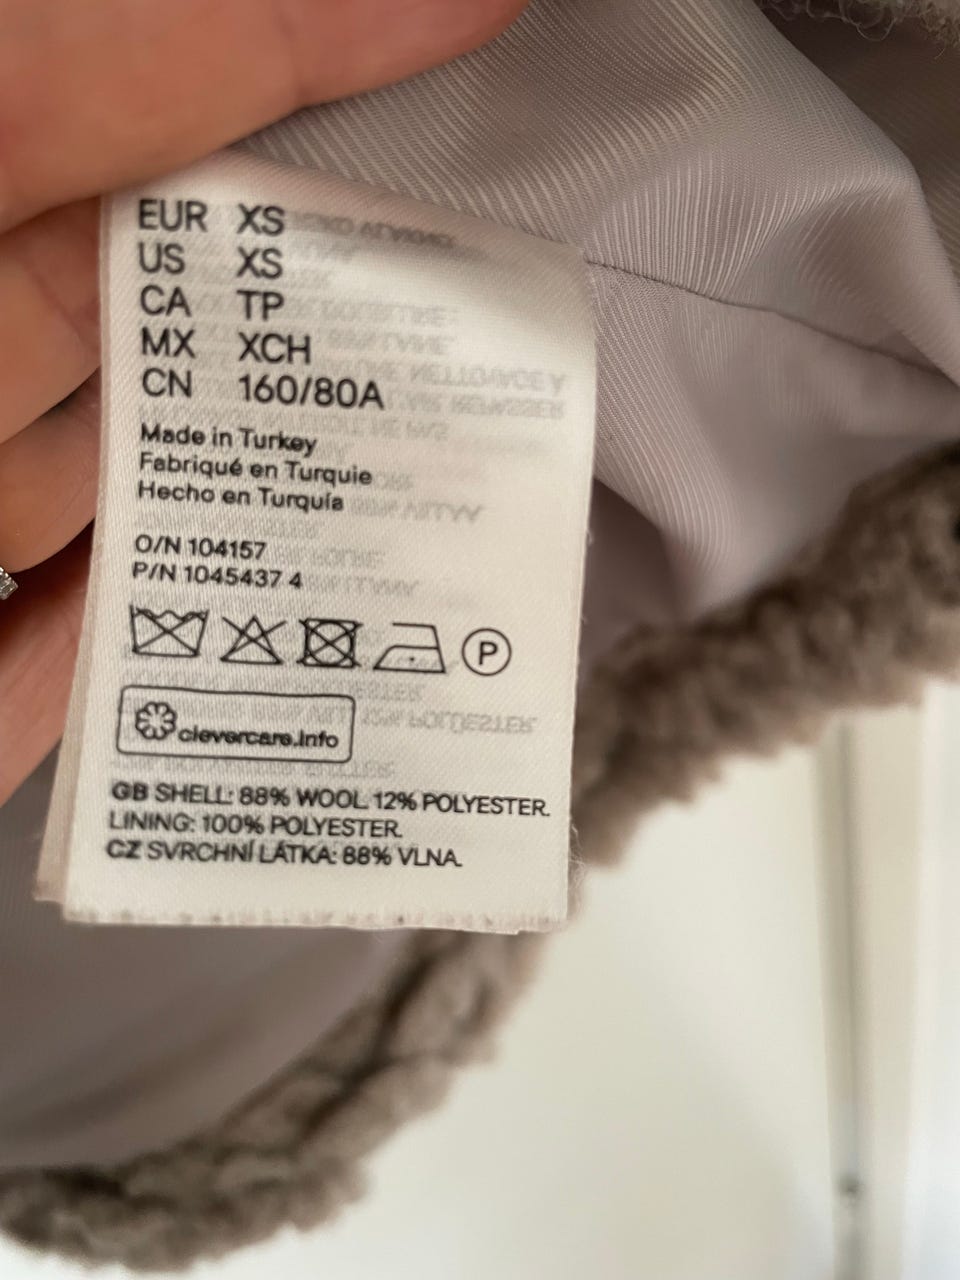 EUR XS
US XS
CA TP
MX XCH
CN 160/80A
Made in Turkey
Fabriqué en Turquie
Hecho en Turquía
O/N 104157
P/N 1045437 4
P
clevercare.info
GB SHELL: 88% WOOL 12% POLYESTER.
LINING: 100% POLYESTER.
CZ SVRCHNÍ LÁTKA: 88% VLNA